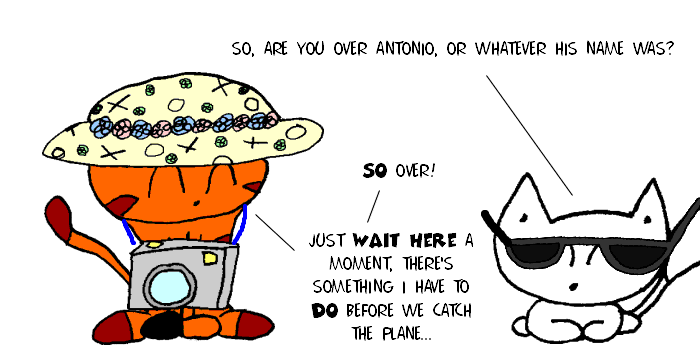 SO, ARE YOU OVER ANTONIO, OR WHATEVER HIS NAME WAS?
SO OVER!
JUST WAIT HERE A
MOMENT, THERE'S
SOMETHING I HAVE TO
DO BEFORE WE CATCH
THE PLANE...